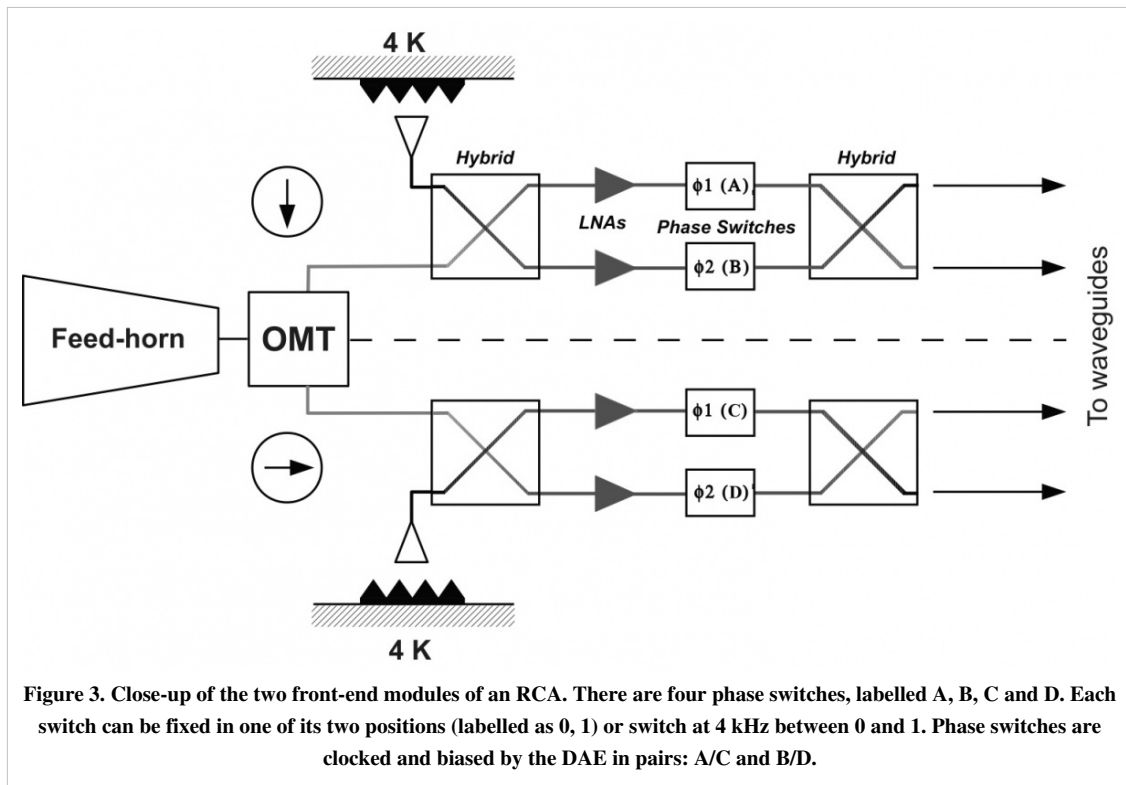 4 K
Hybrid
Hybrid
LNAs
Phase Switches
ϕ1 (A)
ϕ2 (B)
Feed-horn
OMT
To waveguides
ϕ1 (C)
ϕ2 (D)
4 K
Figure 3. Close-up of the two front-end modules of an RCA. There are four phase switches, labelled A, B, C and D. Each
switch can be fixed in one of its two positions (labelled as 0, 1) or switch at 4 kHz between 0 and 1. Phase switches are
clocked and biased by the DAE in pairs: A/C and B/D.